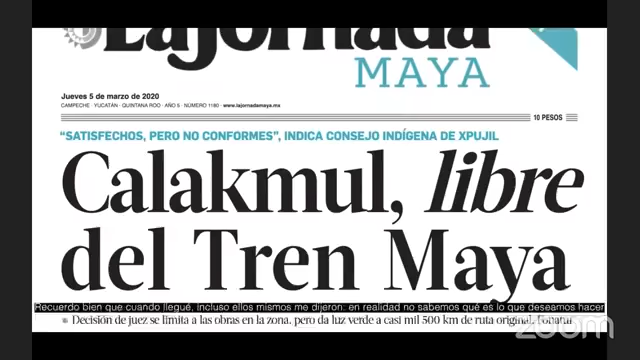 LaJornada
MAYA
Jueves 5 de marzo de 2020
CAMPECHE · YUCATÁN · QUINTANA ROO · AÑO 5 · NÚMERO 1180 · www.lajornadamaya.mx
10 PESOS
“SATISFECHOS, PERO NO CONFORMES”, INDICA CONSEJO INDÍGENA DE XPUJIL
Calakmul, libre
del Tren Maya
Recuerdo bien que cuando llegué, incluso ellos mismos me dijeron: en realidad no sabemos qué es lo que deseamos hacer
Decisión de juez se limita a las obras en la zona, pero da luz verde a casi mil 500 km de ruta original: Fonatur
zoom